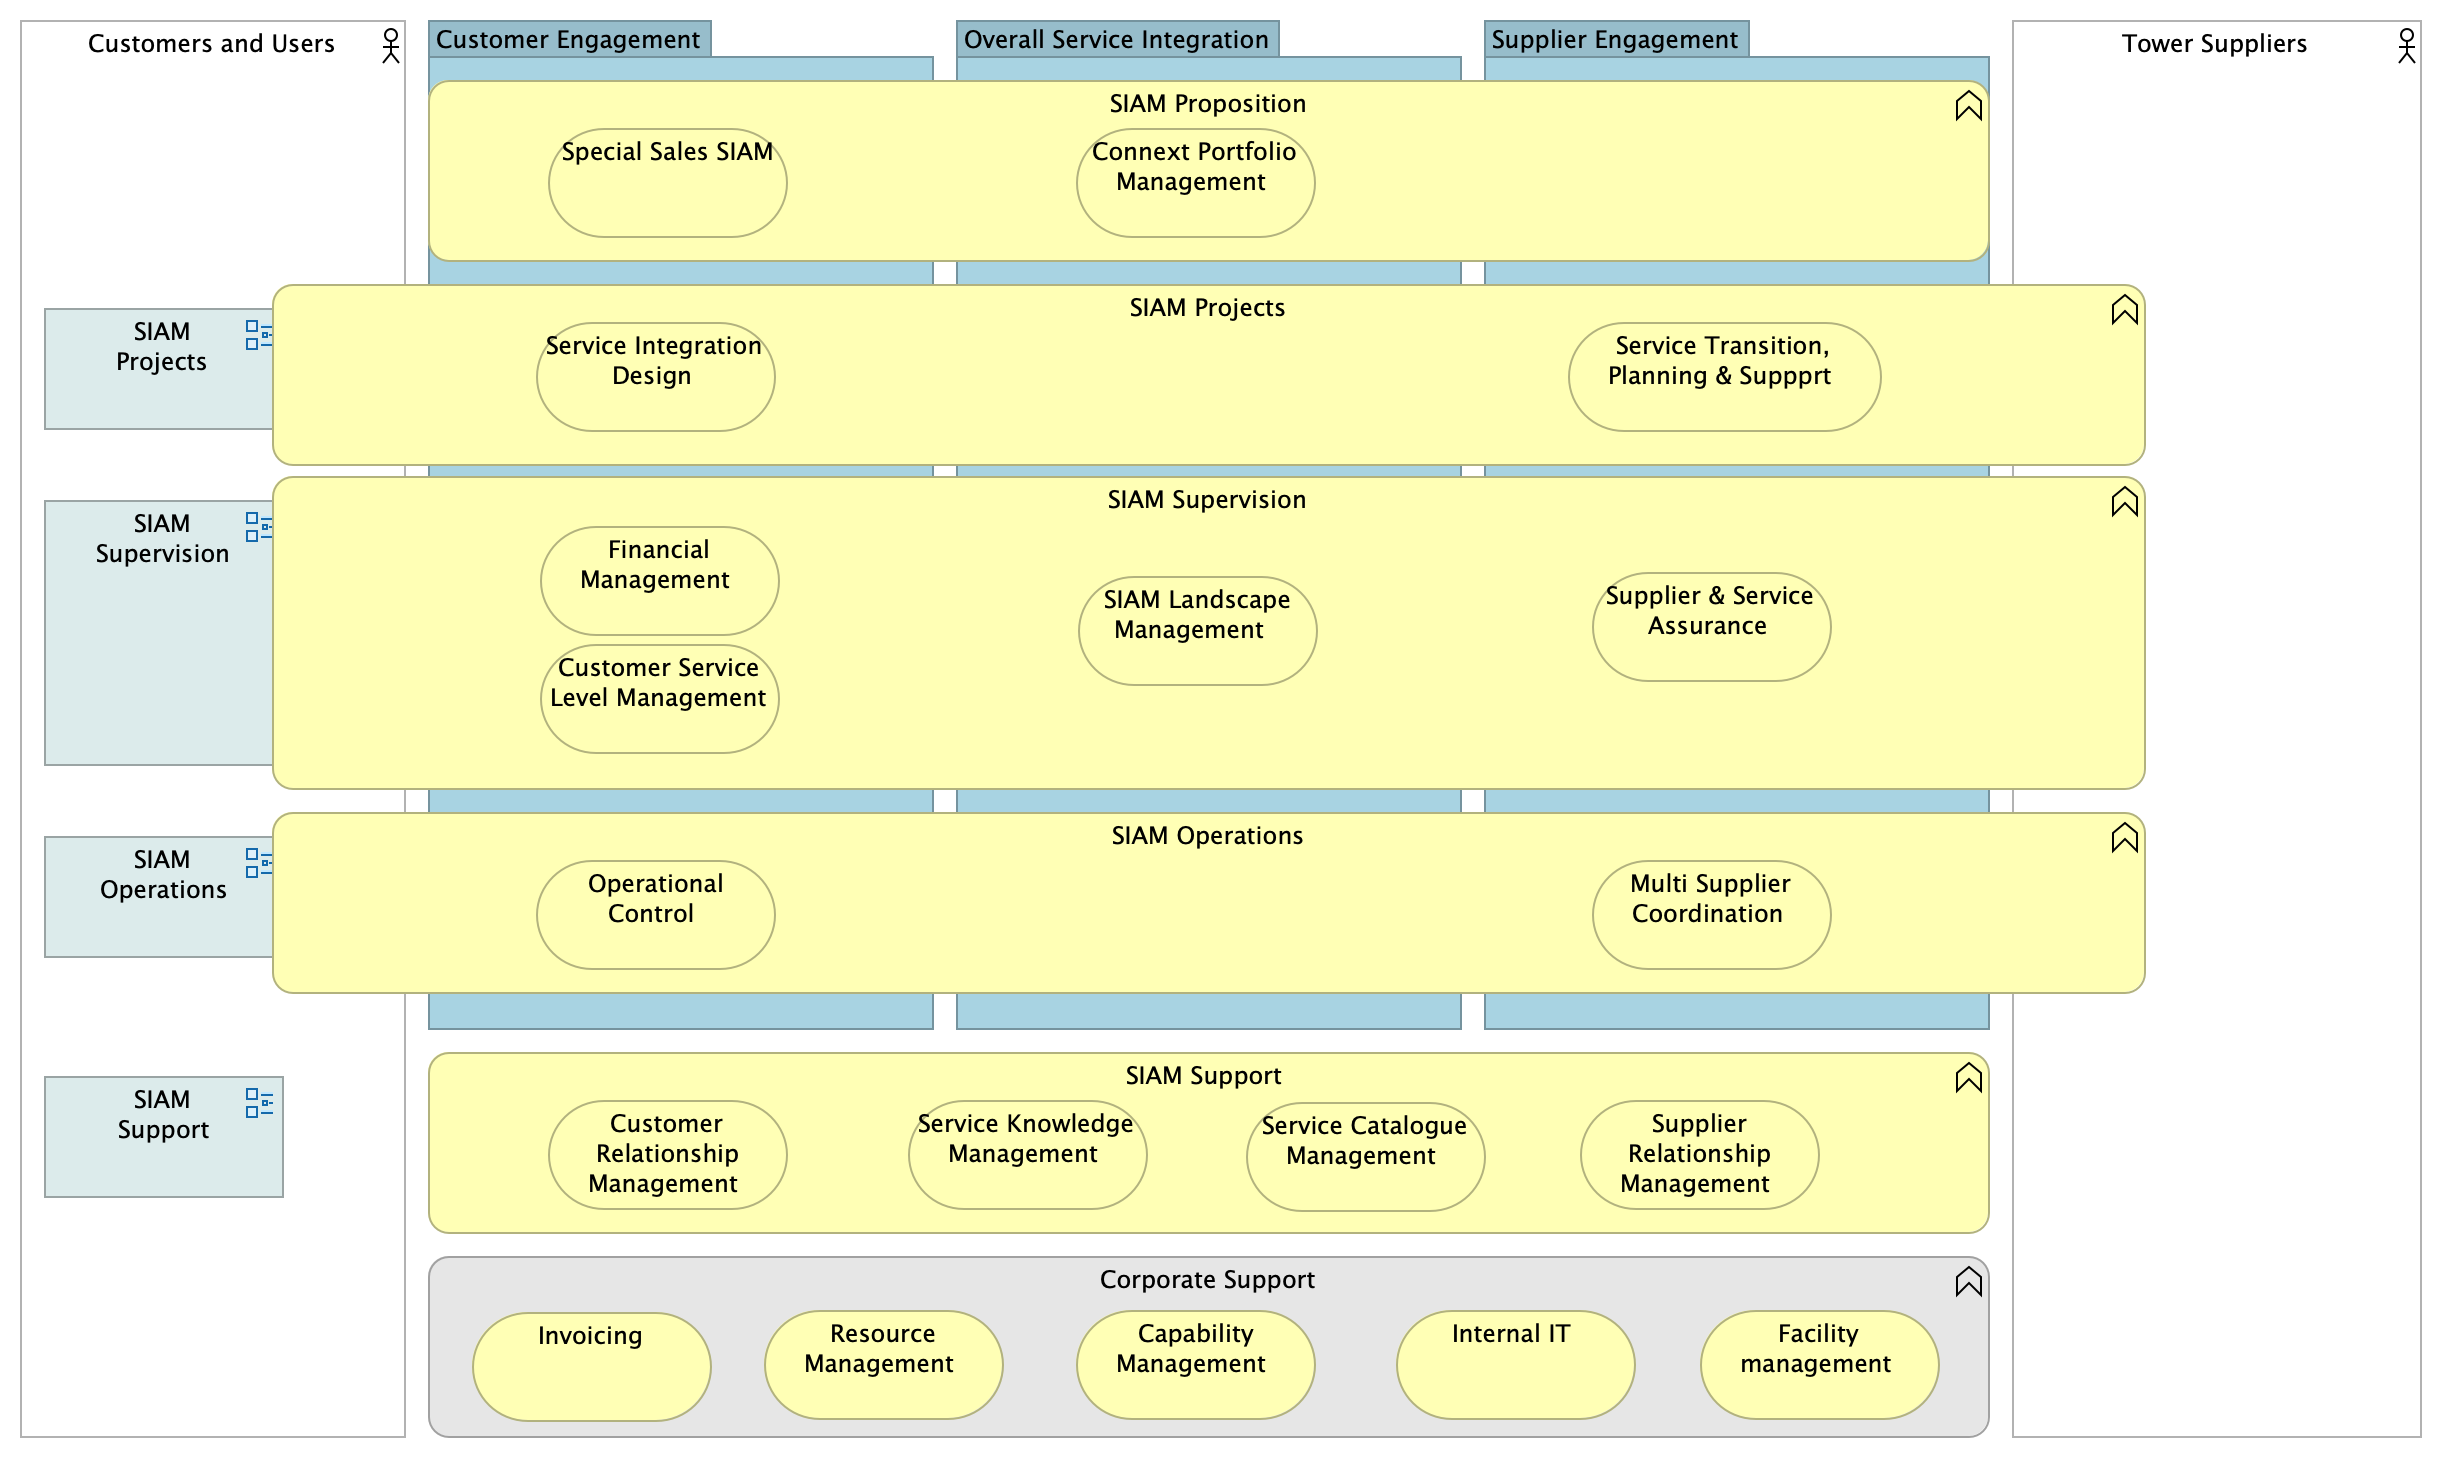 Customers and Users
Customer Engagement
Overall Service Integration
Supplier Engagement
Tower Suppliers
SIAM Proposition
Special Sales SIAM
Connext Portfolio
Management
SIAM
Projects
SIAM Projects
Service Integration
Design
Service Transition,
Planning & Suppprt
SIAM
Supervision
SIAM Supervision
Financial
Management
Customer Service
Level Management
SIAM Landscape
Management
Supplier & Service
Assurance
SIAM
Operations
SIAM Operations
Operational
Control
Multi Supplier
Coordination
SIAM
Support
SIAM Support
Customer
Relationship
Management
Service Knowledge
Management
Service Catalogue
Management
Supplier
Relationship
Management
Corporate Support
Invoicing
Resource
Management
Capability
Management
Internal IT
Facility
management